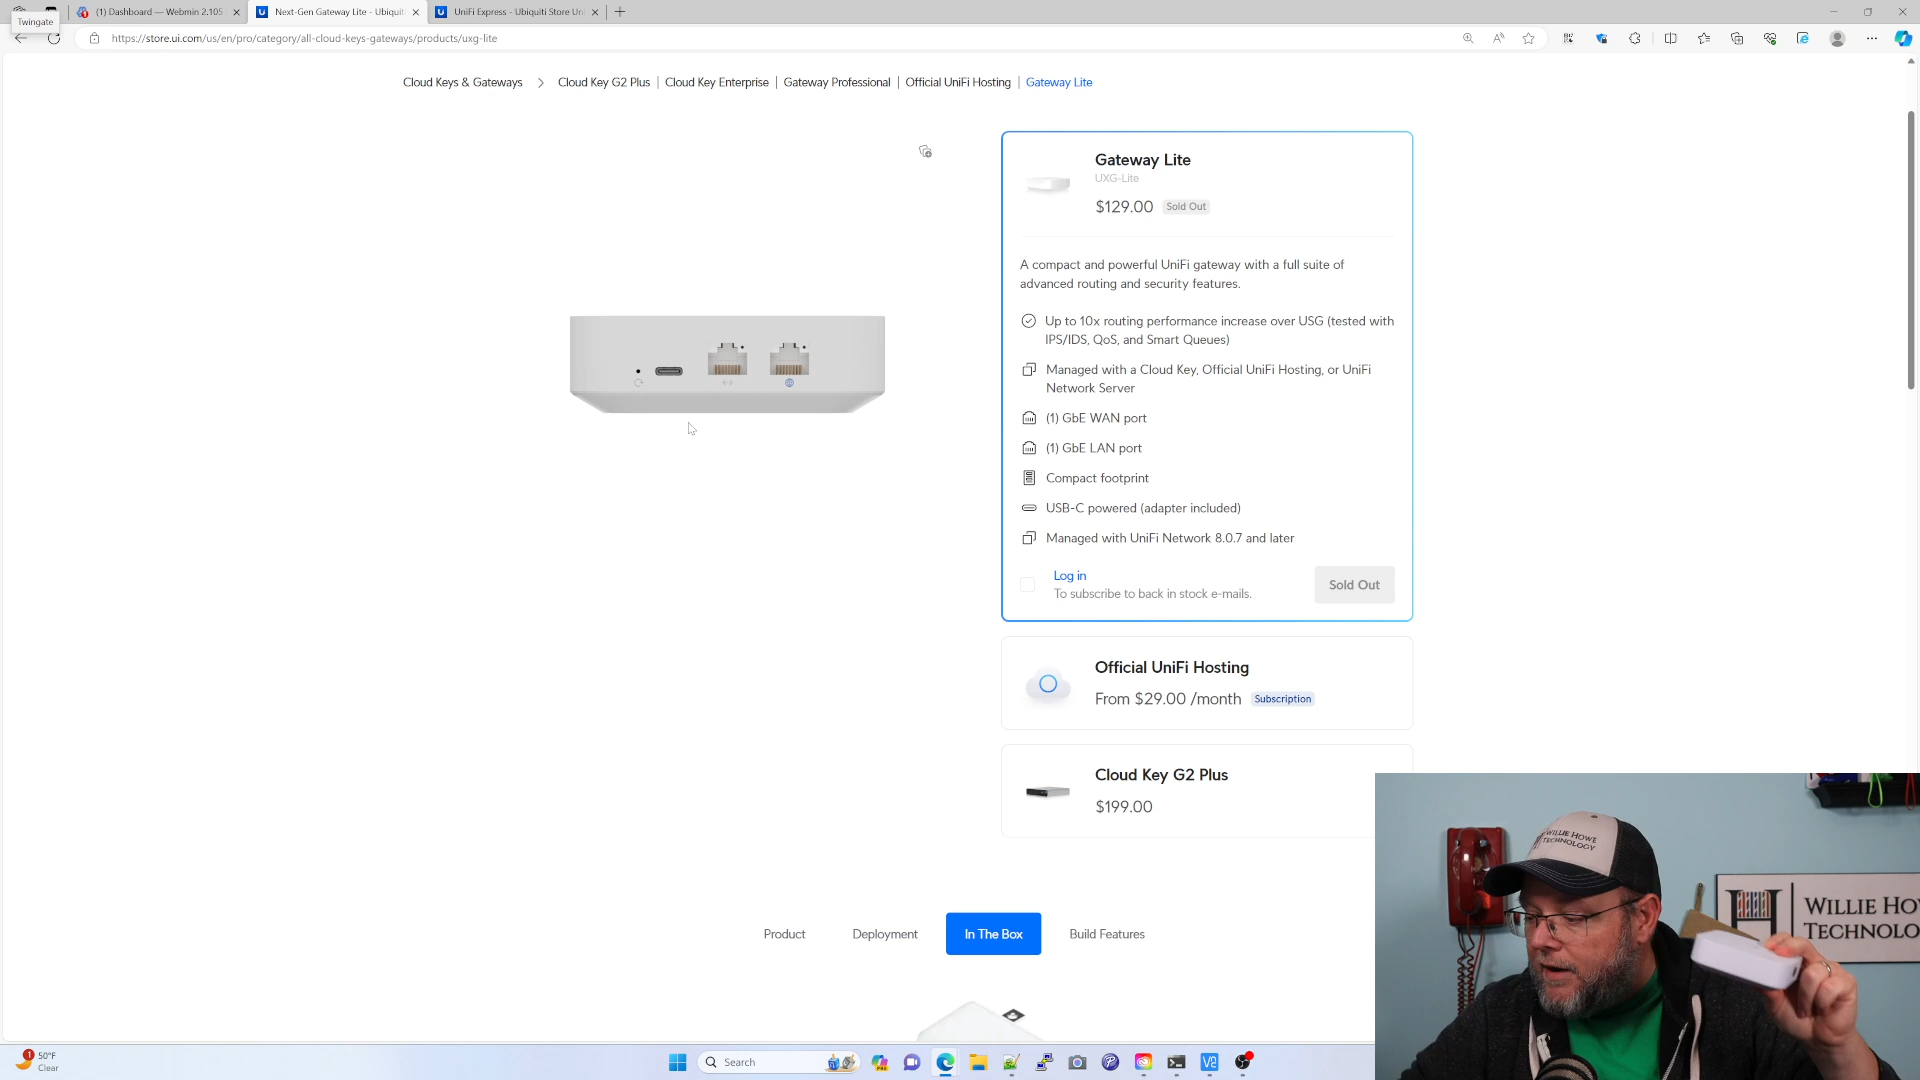 (1) Dashboard — Webmin 2.105
Next-Gen Gateway Lite - Ubiquit
UniFi Express - Ubiquiti Store Un
Twingate
https://store.ui.com/us/en/pro/category/all-cloud-keys-gateways/products/uxg-lite
Cloud Keys & Gateways > Cloud Key G2 Plus | Cloud Key Enterprise | Gateway Professional | Official UniFi Hosting | Gateway Lite
Gateway Lite
UXG-Lite
$129.00 Sold Out
A compact and powerful UniFi gateway with a full suite of
advanced routing and security features.
Up to 10x routing performance increase over USG (tested with
IPS/IDS, QoS, and Smart Queues)
Managed with a Cloud Key, Official UniFi Hosting, or UniFi
Network Server
(1) GbE WAN port
(1) GbE LAN port
Compact footprint
USB-C powered (adapter included)
Managed with UniFi Network 8.0.7 and later
Log in
To subscribe to back in stock e-mails.
Sold Out
Official UniFi Hosting
From $29.00 /month Subscription
Cloud Key G2 Plus
$199.00
Product Deployment In The Box Build Features
WILLIE HOWE
TECHNOLOGY
WILLIE HO
TECHNOLO
1
50°F
Clear
Search